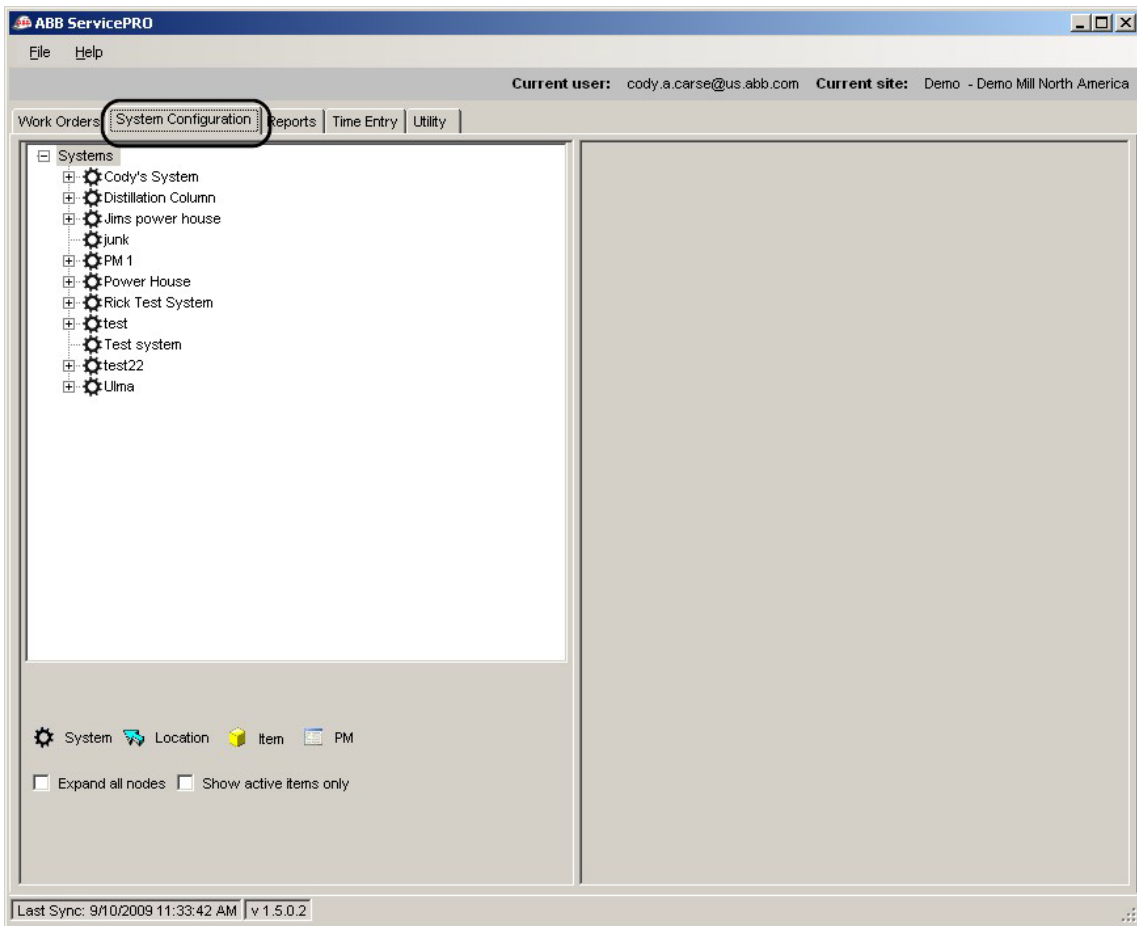 ABB ServicePRO
File Help
Current user: cody.a.carse@us.abb.com Current site: Demo - Demo Mill North America
Work Orders System Configuration Reports Time Entry Utility
Systems
Cody's System
Distillation Column
Jims power house
junk
PM 1
Power House
Rick Test System
test
Test system
test22
Ulma
System Location Item PM
Expand all nodes Show active items only
Last Sync: 9/10/2009 11:33:42 AM v 1.5.0.2